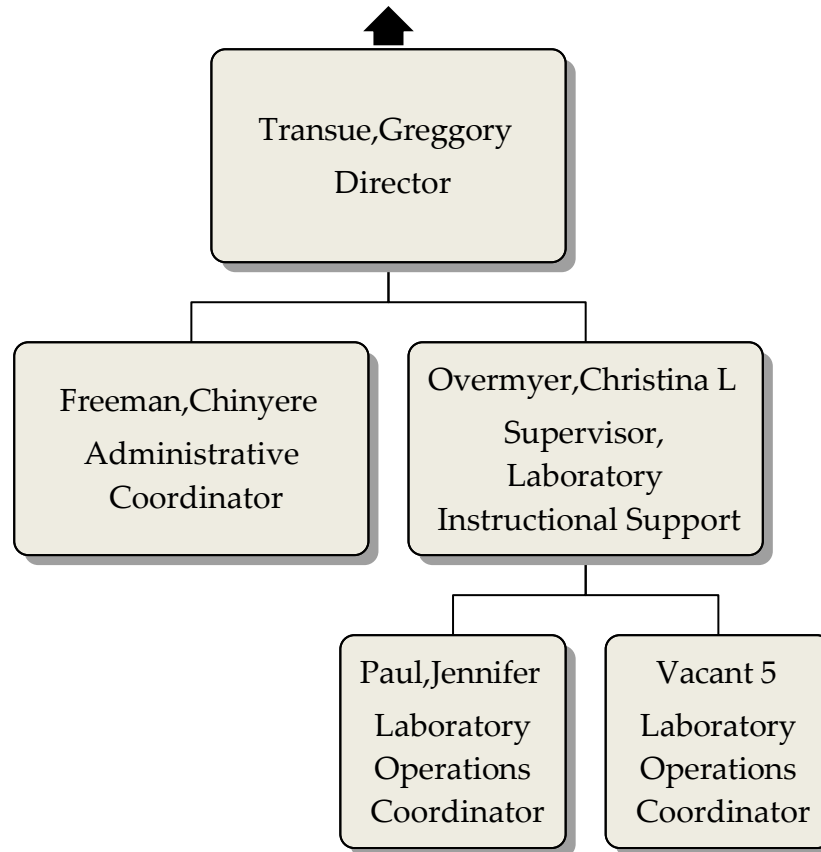 Transue,Greggory
Director
Freeman,Chinyere
Administrative
Coordinator
Overmyer,Christina L
Supervisor,
Laboratory
Instructional Support
Paul,Jennifer
Laboratory
Operations
Coordinator
Vacant 5
Laboratory
Operations
Coordinator